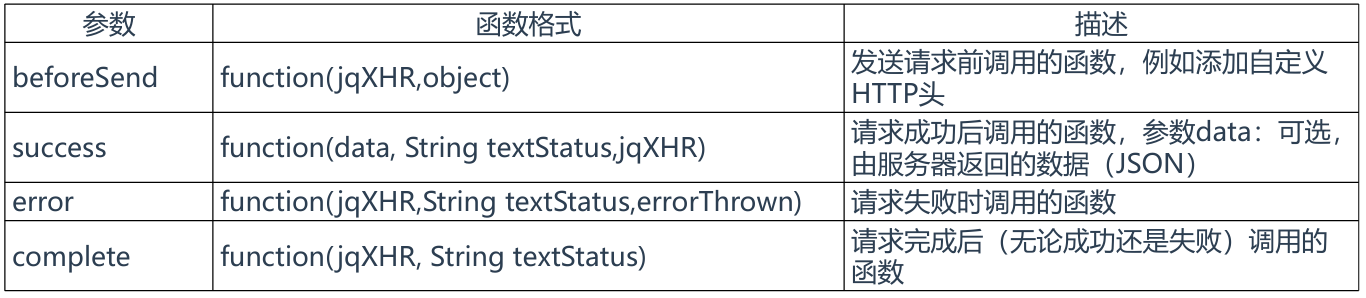 参数 函数格式 描述
beforeSend function(jqXHR,object) 发送请求前调用的函数，例如添加自定义
HTTP头
success function(data, String textStatus,jqXHR) 请求成功后调用的函数，参数data：可选，
由服务器返回的数据（JSON）
error function(jqXHR,String textStatus,errorThrown) 请求失败时调用的函数
complete function(jqXHR, String textStatus) 请求完成后（无论成功还是失败）调用的
函数